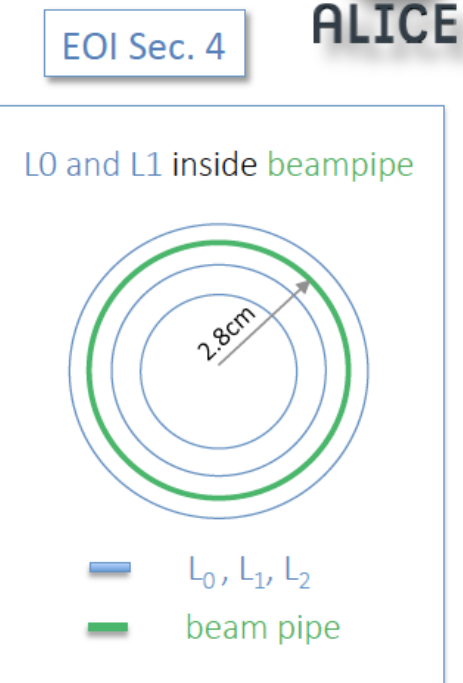 EOI Sec. 4
ALICE
L0 and L1 inside beampipe
2.8cm
L₀, L₁, L₂
beam pipe